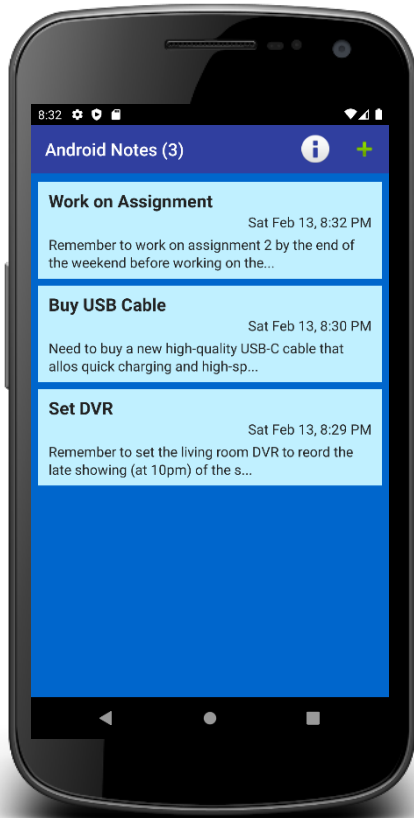 8:32
Android Notes (3)
Work on Assignment
Sat Feb 13, 8:32 PM
Remember to work on assignment 2 by the end of
the weekend before working on the...
Buy USB Cable
Sat Feb 13, 8:30 PM
Need to buy a new high-quality USB-C cable that
allos quick charging and high-sp...
Set DVR
Sat Feb 13, 8:29 PM
Remember to set the living room DVR to reord the
late showing (at 10pm) of the s...